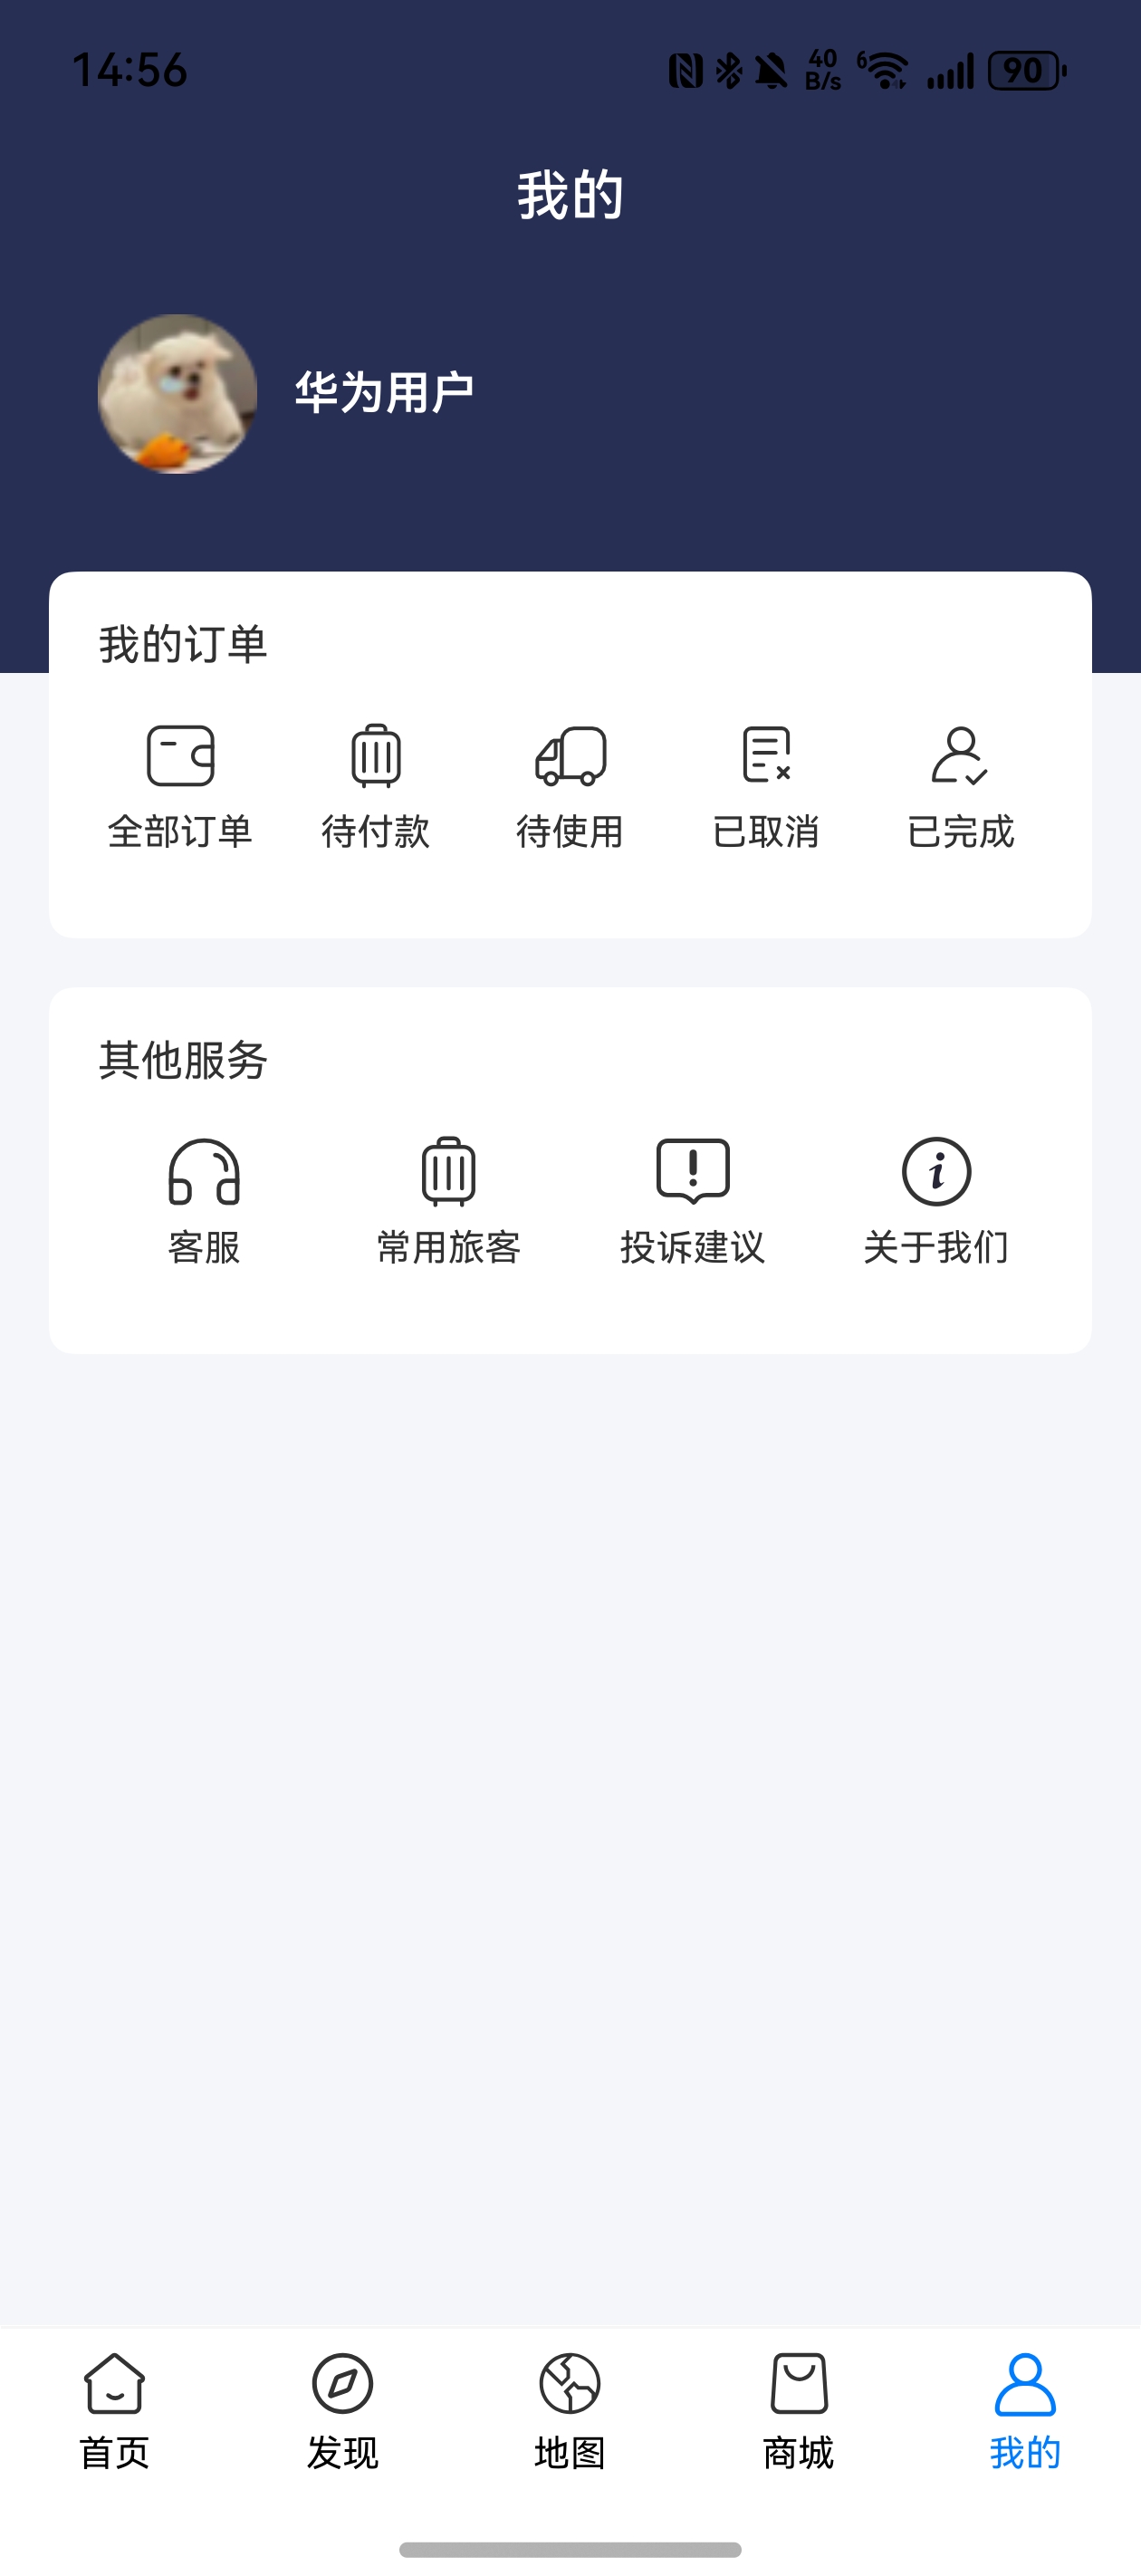 14:56
40
B/s
6
90
我的
华为用户
我的订单
全部订单 待付款 待使用 已取消 已完成
其他服务
客服 常用旅客 投诉建议 关于我们
首页 发现 地图 商城 我的